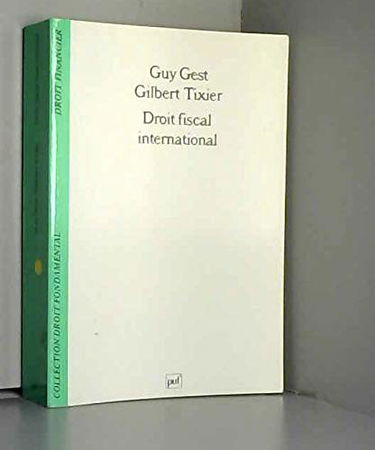 Guy Gest
Gilbert Tixier
Droit fiscal
international
puf
COLLECTION DROIT FONDAMENTAL
DROIT FINANCIER